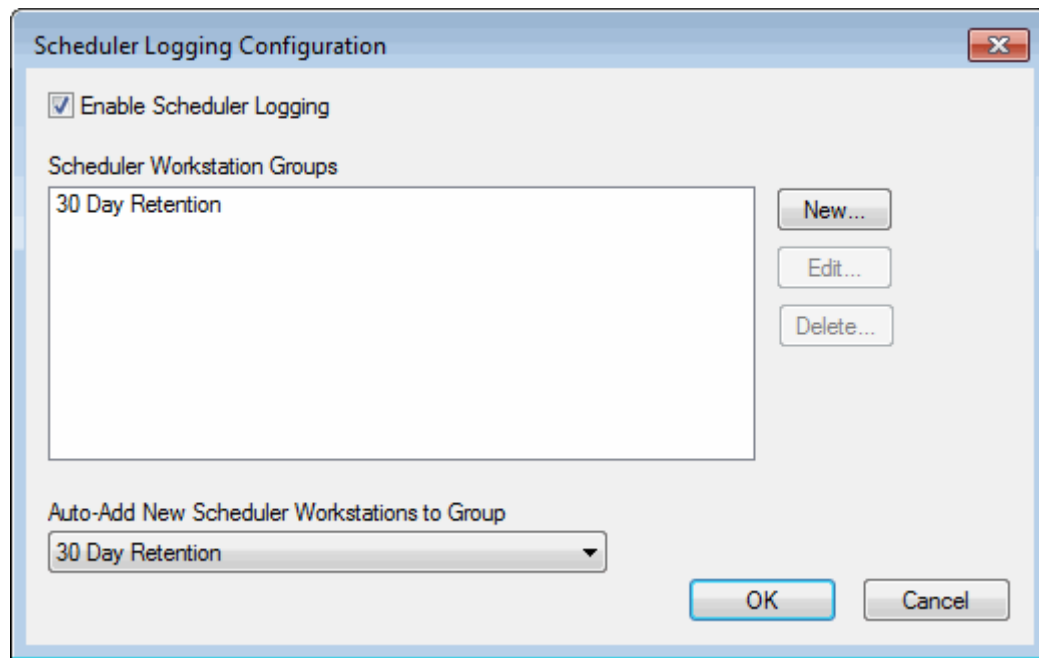 Scheduler Logging Configuration
Enable Scheduler Logging
Scheduler Workstation Groups
30 Day Retention
New...
Edit...
Delete...
Auto-Add New Scheduler Workstations to Group
30 Day Retention
OK
Cancel